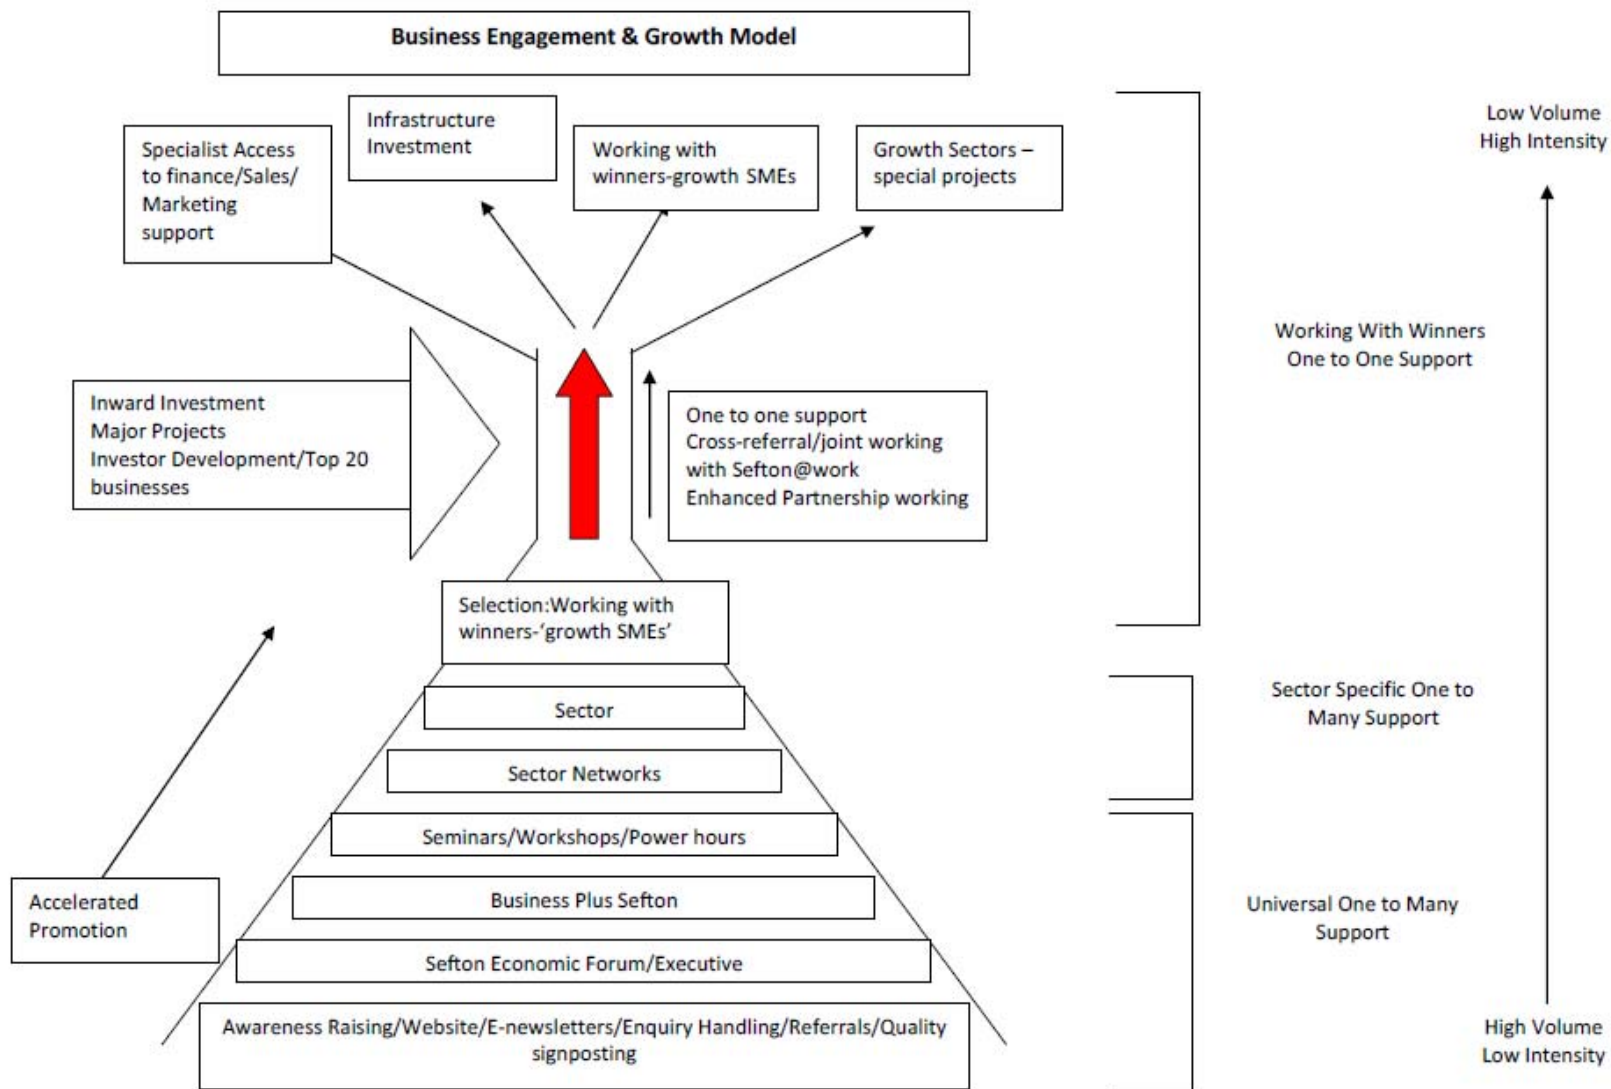 Business Engagement & Growth Model
Specialist Access
to finance/Sales/
Marketing
support
Infrastructure
Investment
Working with
winners-growth SMEs
Growth Sectors –
special projects
Low Volume
High Intensity
Working With Winners
One to One Support
Inward Investment
Major Projects
Investor Development/Top 20
businesses
One to one support
Cross-referral/joint working
with Sefton@work
Enhanced Partnership working
Selection:Working with
winners-‘growth SMEs’
Sector
Sector Networks
Sector Specific One to
Many Support
Seminars/Workshops/Power hours
Business Plus Sefton
Accelerated
Promotion
Universal One to Many
Support
Sefton Economic Forum/Executive
Awareness Raising/Website/E-newsletters/Enquiry Handling/Referrals/Quality
signposting
High Volume
Low Intensity